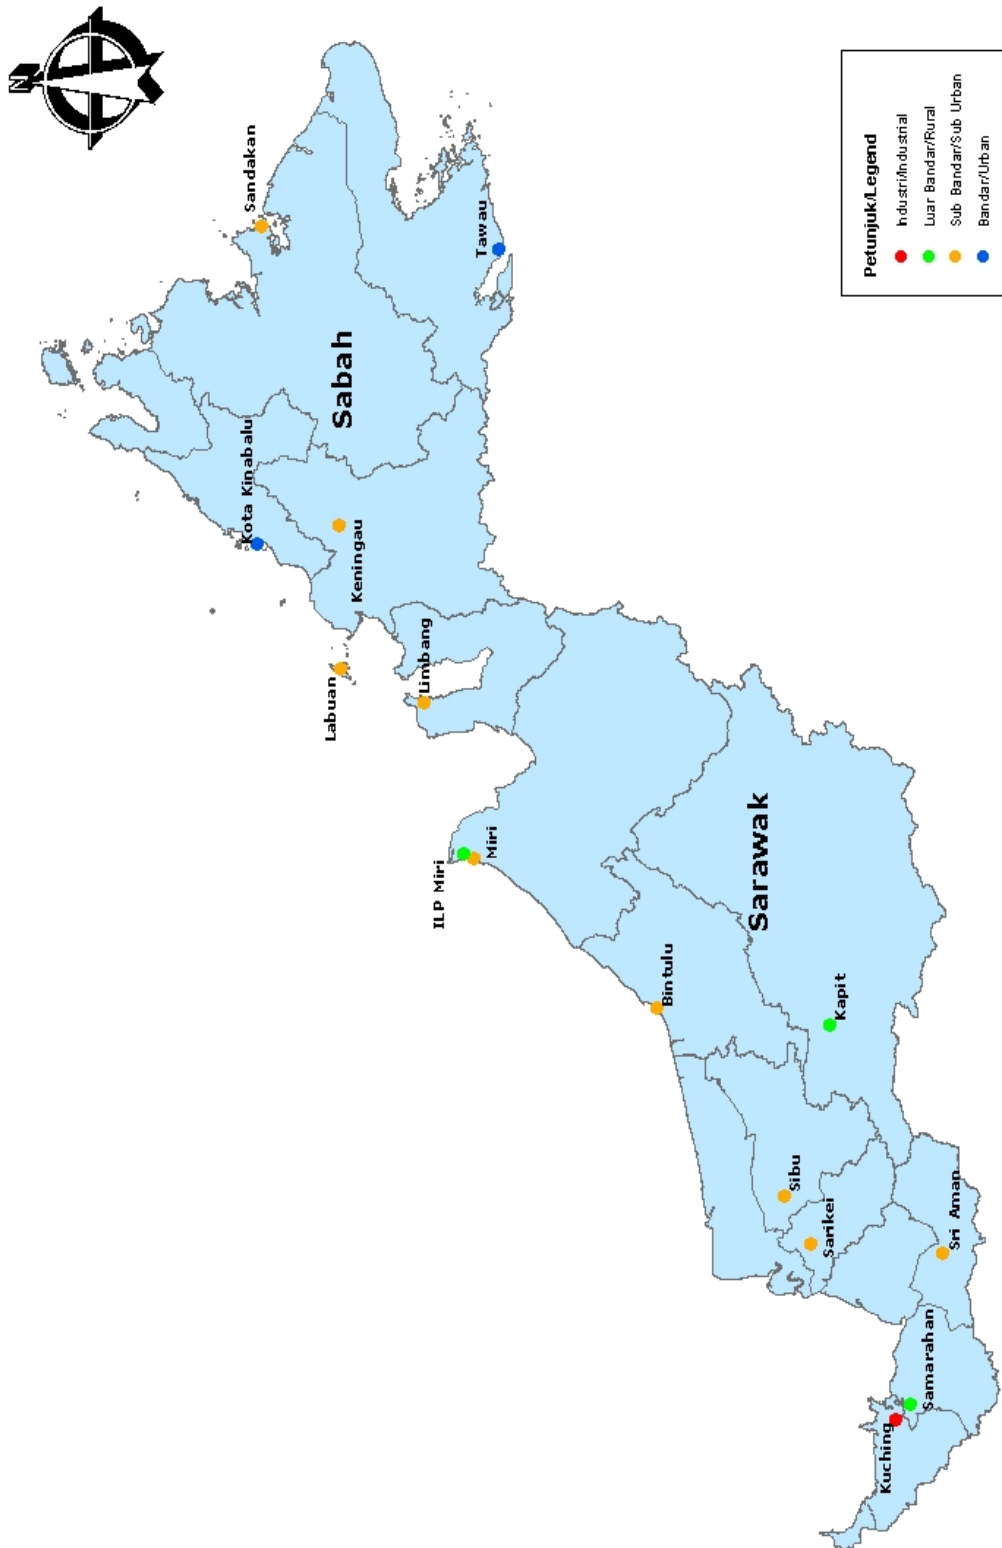 N
Sandakan
Kota Kinabalu
Sabah
Tawau
Keningau
Labuan
Limbang
ILP Miri
Miri
Bintulu
Sarawak
Kapit
Sibu
Sarikei
Sri Aman
Samarahan
Kuching
Petunjuk/Legend
Industri/Industrial
Luar Bandar/Rural
Sub Bandar/Sub Urban
Bandar/Urban